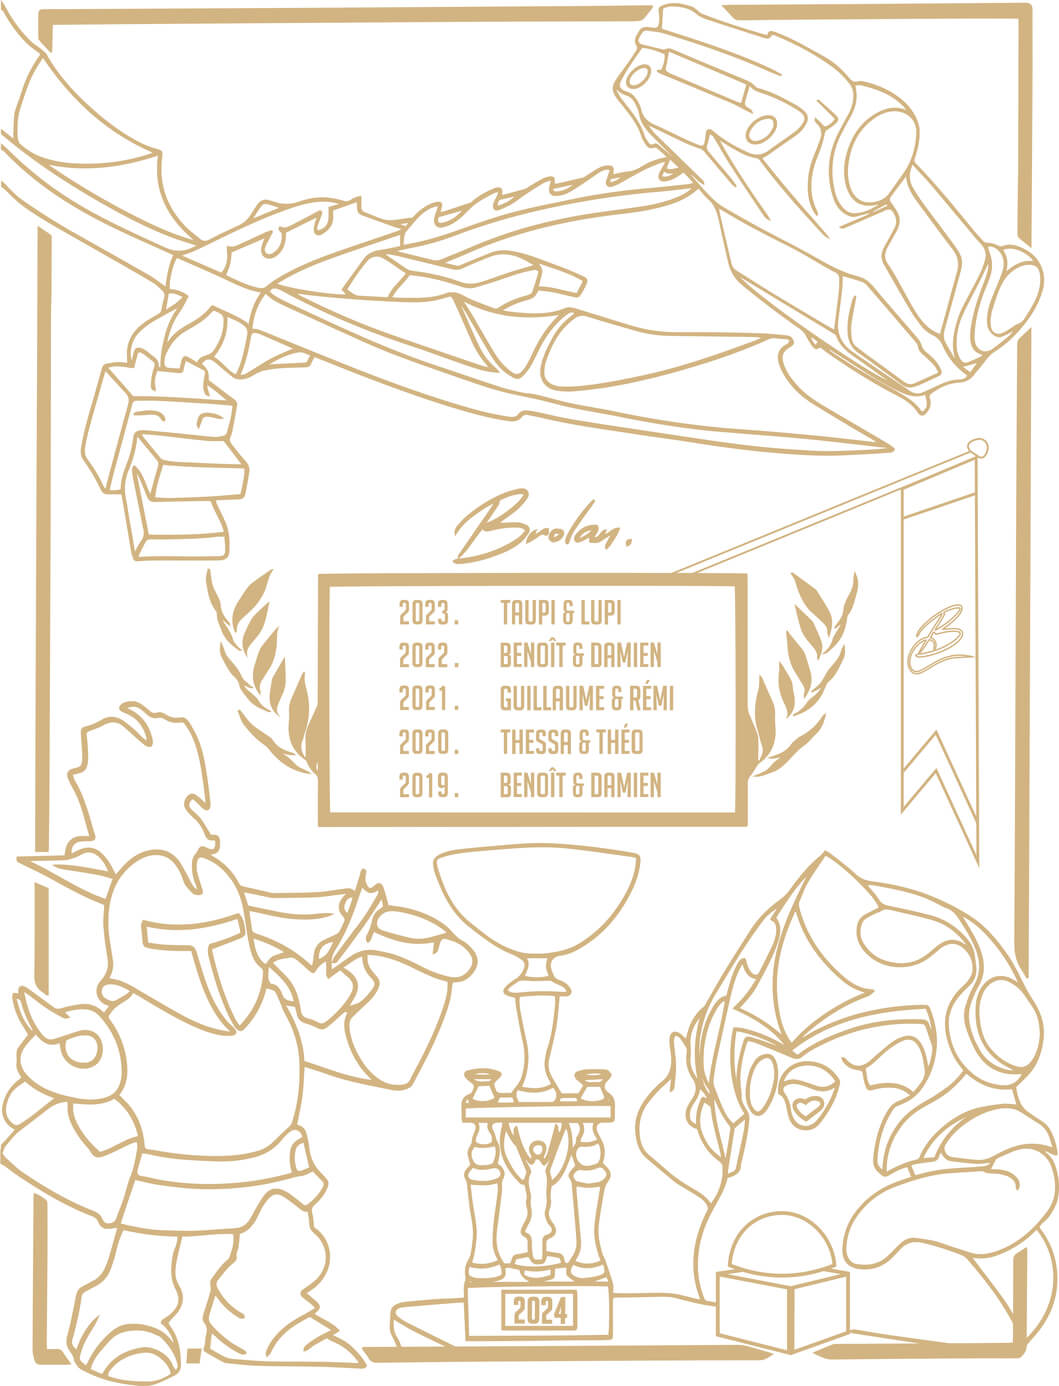 Brolan.
2023. TAUPI & LUPI
2022. BENOÎT & DAMIEN
2021. GUILLAUME & RÉMI
2020. THESSA & THÉO
2019. BENOÎT & DAMIEN
B
2024